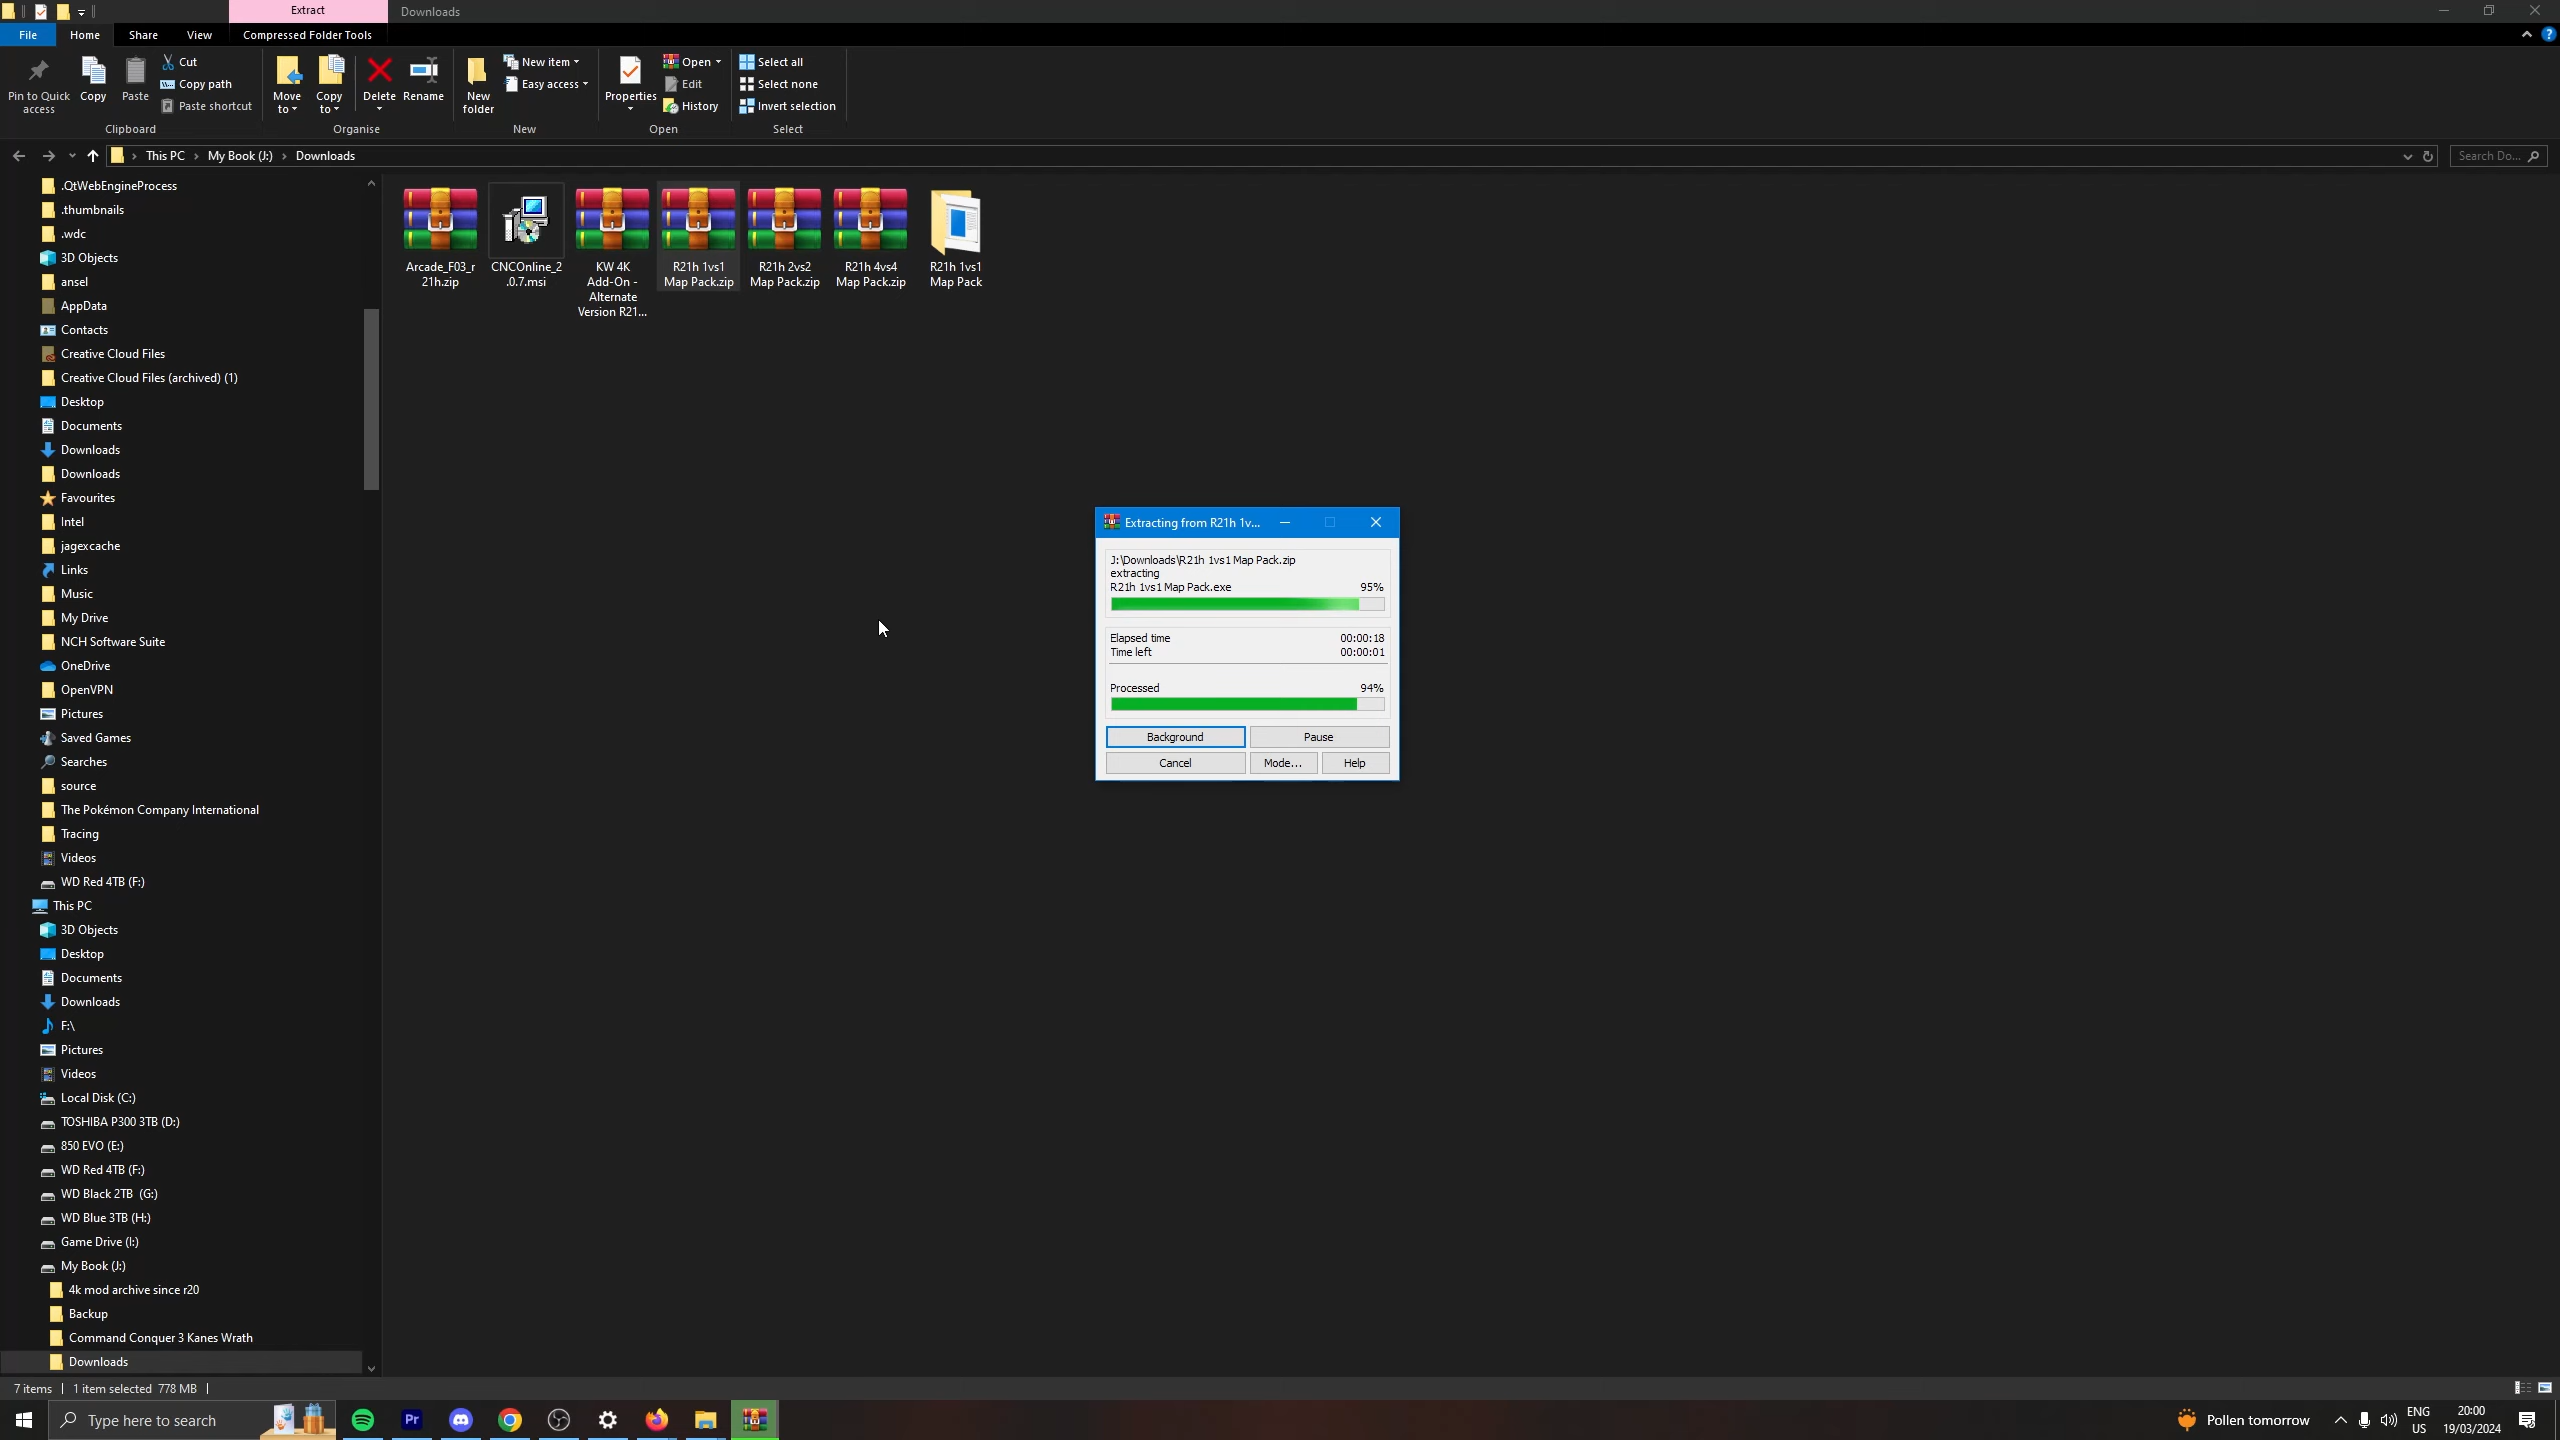 Extract
Downloads
File
Home
Share
View
Compressed Folder Tools
Pin to Quick
access
Copy
Paste
Cut
Copy path
Paste shortcut
Move
to
Copy
to
Delete
Rename
New
folder
New item
Easy access
Properties
Open
Edit
History
Select all
Select none
Invert selection
Clipboard
Organise
New
Open
Select
This PC
My Book (J:)
Downloads
Search Do...
.QtWebEngineProcess
.thumbnails
.wdc
3D Objects
ansel
AppData
Contacts
Creative Cloud Files
Creative Cloud Files (archived) (1)
Desktop
Documents
Downloads
Downloads
Favourites
Intel
jagexcache
Links
Music
My Drive
NCH Software Suite
OneDrive
OpenVPN
Pictures
Saved Games
Searches
source
The Pokémon Company International
Tracing
Videos
WD Red 4TB (F:)
This PC
3D Objects
Desktop
Documents
Downloads
F:\
Pictures
Videos
Local Disk (C:)
TOSHIBA P300 3TB (D:)
850 EVO (E:)
WD Red 4TB (F:)
WD Black 2TB (G:)
WD Blue 3TB (H:)
Game Drive (I:)
My Book (J:)
4k mod archive since r20
Backup
Command Conquer 3 Kanes Wrath
Downloads
Arcade_F03_r
21h.zip
CNCOnline_2
.0.7.msi
KW 4K
Add-On -
Alternate
Version R21...
R21h 1vs1
Map Pack.zip
R21h 2vs2
Map Pack.zip
R21h 4vs4
Map Pack.zip
R21h 1vs1
Map Pack
Extracting from R21h 1v...
J:\Downloads\R21h 1vs1 Map Pack.zip
extracting
R21h 1vs1 Map Pack.exe 95%
Elapsed time 00:00:18
Time left 00:00:01
Processed 94%
Background
Pause
Cancel
Mode...
Help
7 items
1 item selected 778 MB
Type here to search
Pr
Pollen tomorrow
ENG
US
20:00
19/03/2024